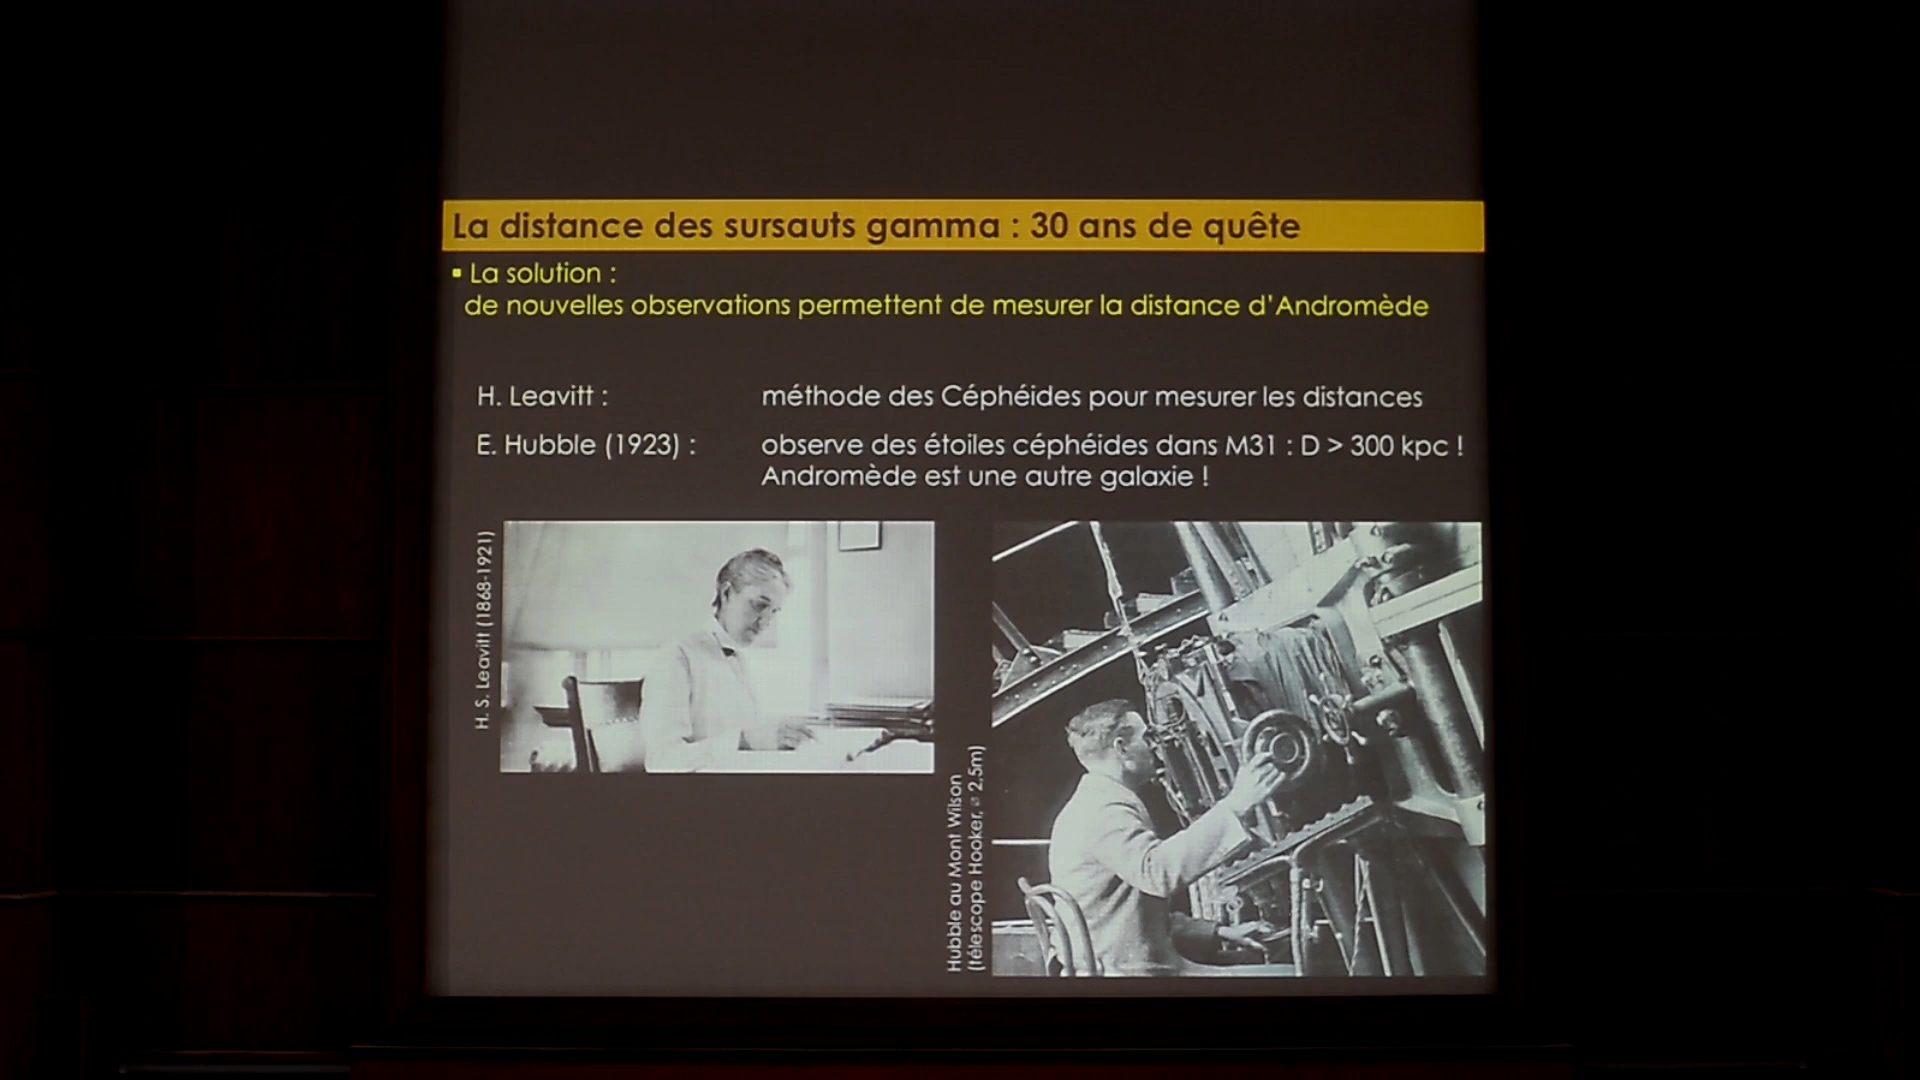 La distance des sursauts gamma : 30 ans de quête
▪ La solution :
de nouvelles observations permettent de mesurer la distance d'Andromède
H. Leavitt : méthode des Céphéides pour mesurer les distances
E. Hubble (1923) : observe des étoiles céphéides dans M31 : D > 300 kpc !
Andromède est une autre galaxie !
H. S. Leavitt (1868-1921)
Hubble au Mont Wilson
(télescope Hooker, ⌀ 2,5m)